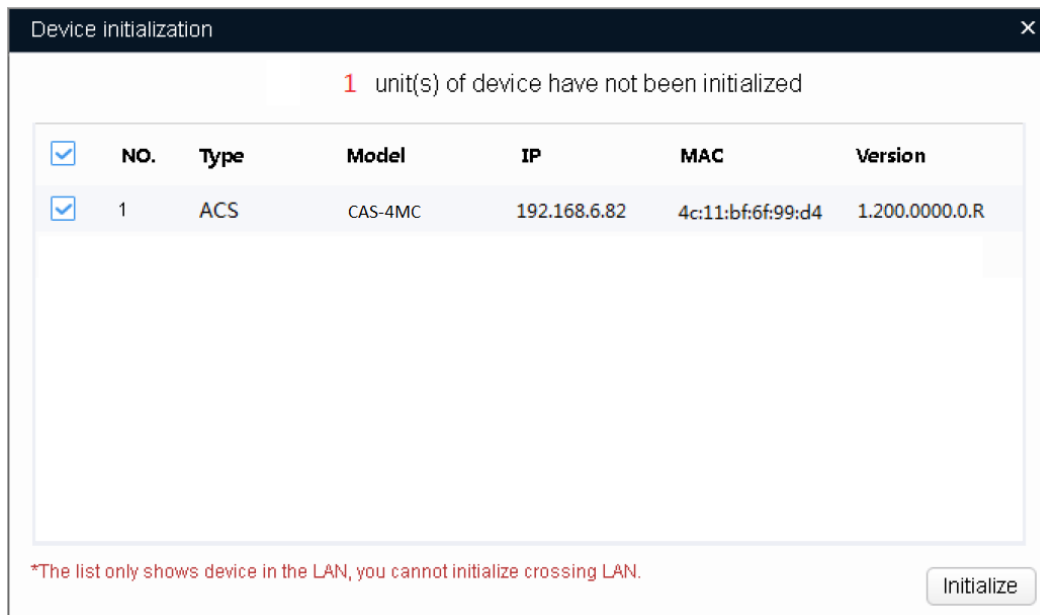 Device initialization
1 unit(s) of device have not been initialized
NO. Type Model IP MAC Version
1 ACS CAS-4MC 192.168.6.82 4c:11:bf:6f:99:d4 1.200.0000.0.R
*The list only shows device in the LAN, you cannot initialize crossing LAN.
Initialize